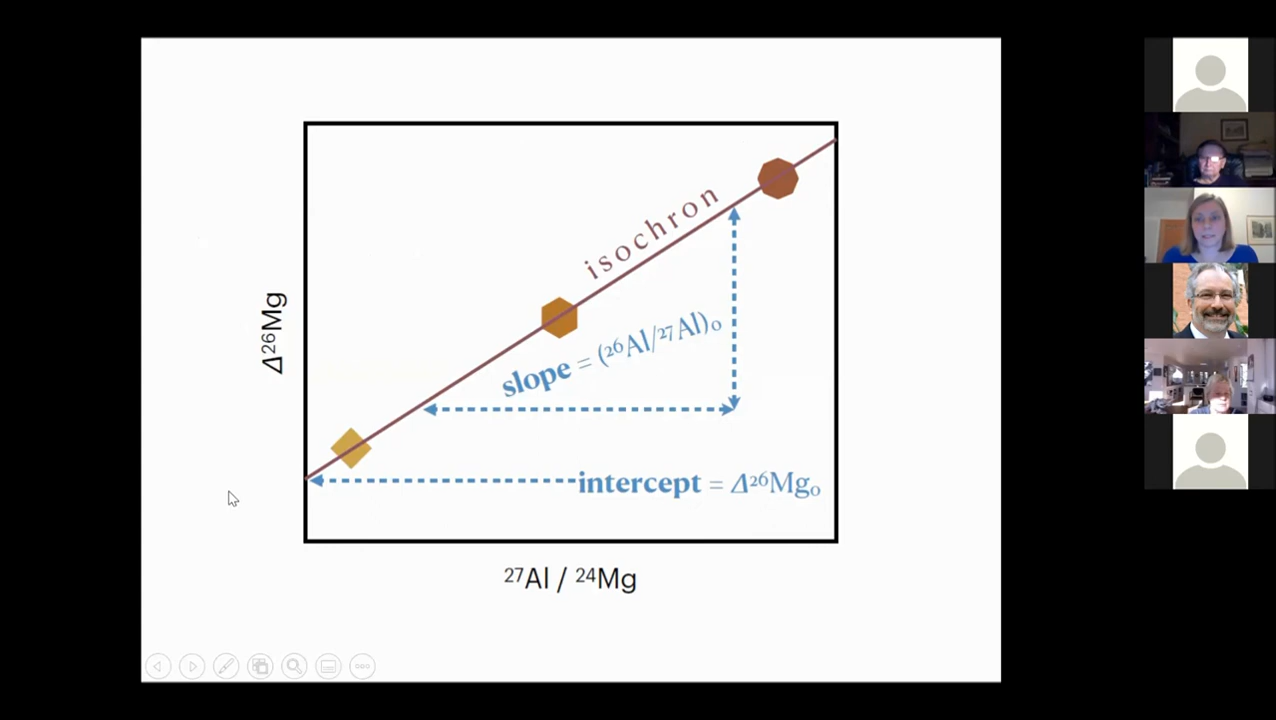 isochron
Δ²⁶Mg
slope = (²⁶Al/²⁷Al)₀
intercept = Δ²⁶Mg₀
²⁷Al / ²⁴Mg